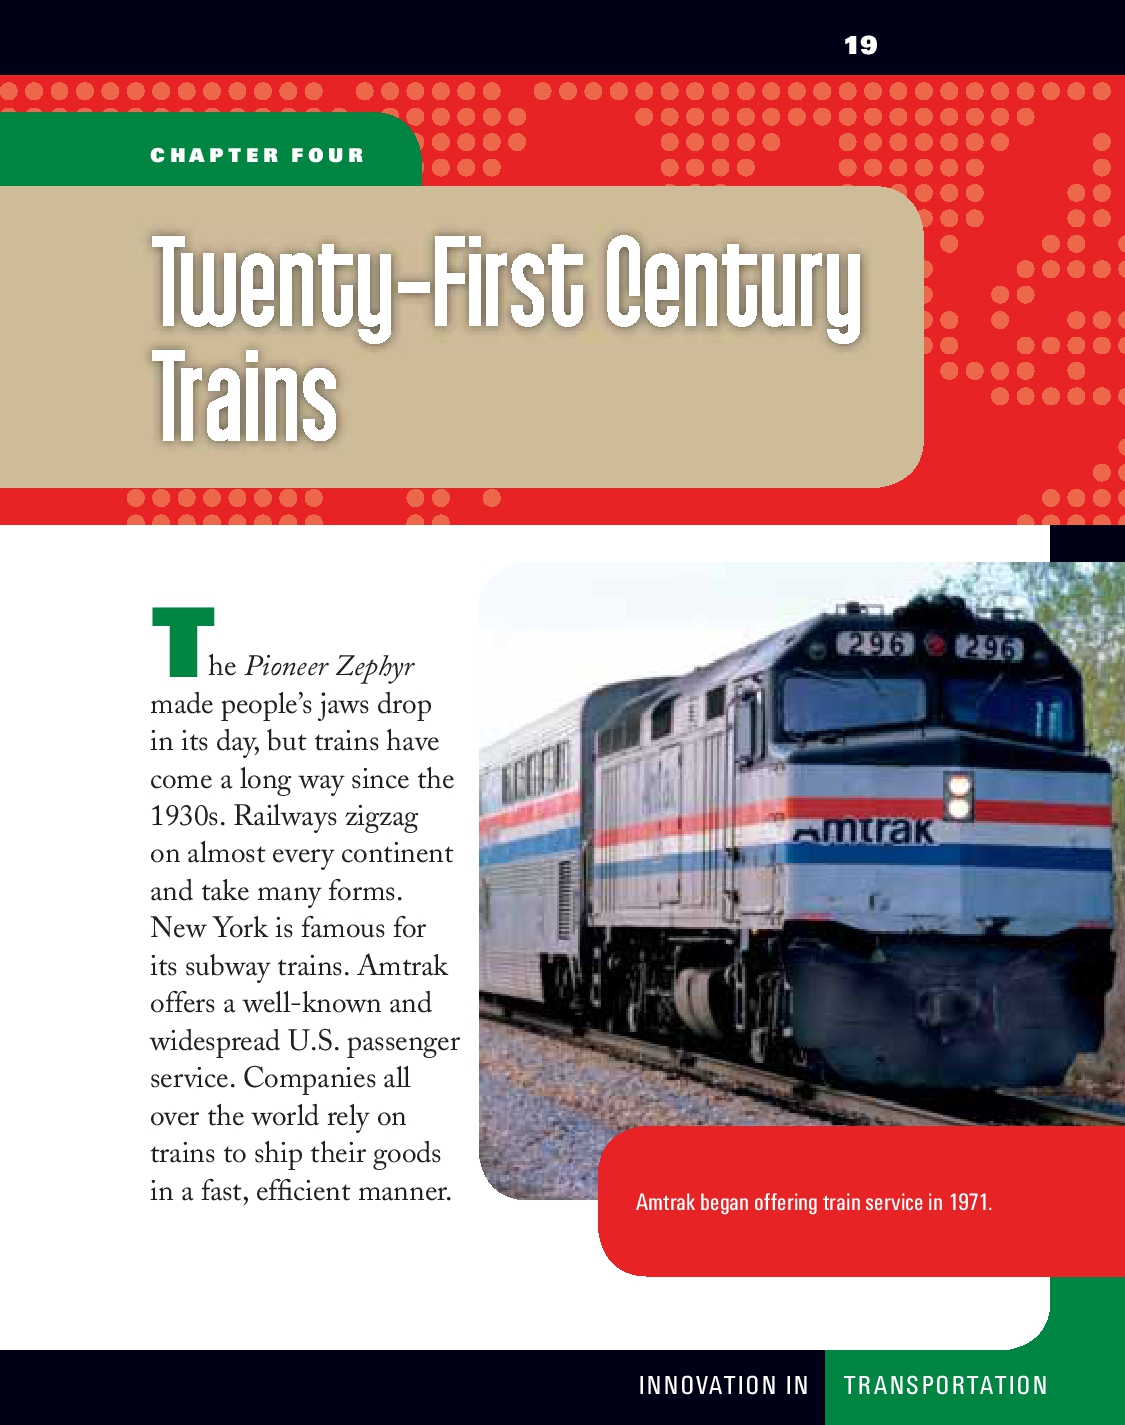 19
CHAPTER FOUR
Twenty-First Century
Trains
The Pioneer Zephyr
made people's jaws drop
in its day, but trains have
come a long way since the
1930s. Railways zigzag
on almost every continent
and take many forms.
New York is famous for
its subway trains. Amtrak
offers a well-known and
widespread U.S. passenger
service. Companies all
over the world rely on
trains to ship their goods
in a fast, efficient manner.
296 296
amtrak
Amtrak began offering train service in 1971.
INNOVATION IN TRANSPORTATION